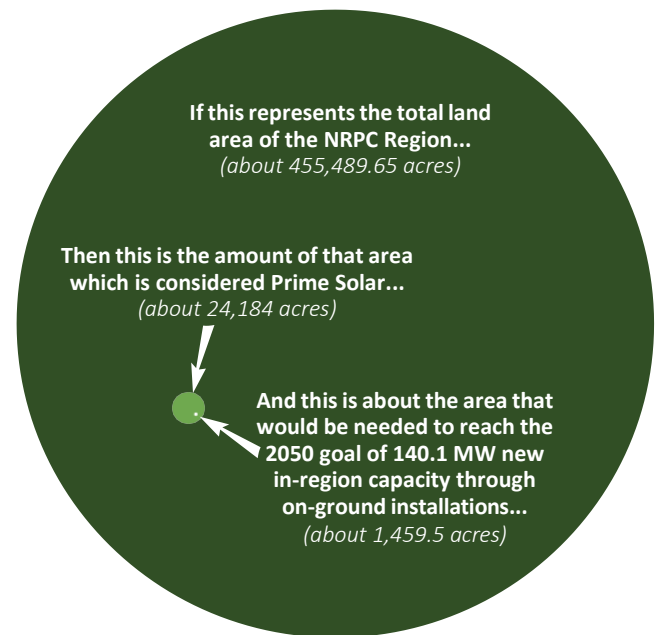 If this represents the total land
area of the NRPC Region...
(about 455,489.65 acres)
Then this is the amount of that area
which is considered Prime Solar...
(about 24,184 acres)
And this is about the area that
would be needed to reach the
2050 goal of 140.1 MW new
in-region capacity through
on-ground installations...
(about 1,459.5 acres)